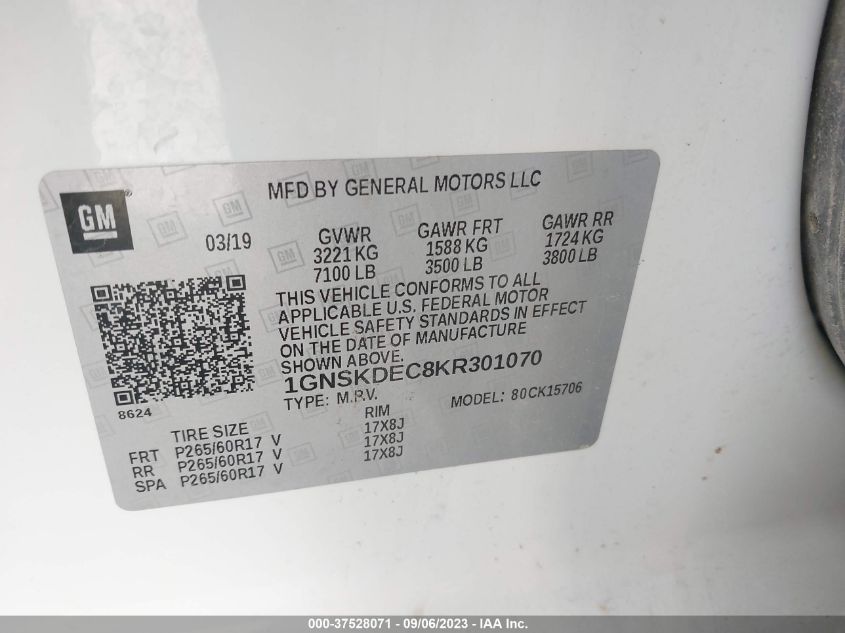 GM
MFD BY GENERAL MOTORS LLC
03/19
GVWR GAWR FRT GAWR RR
3221 KG 1588 KG 1724 KG
7100 LB 3500 LB 3800 LB
THIS VEHICLE CONFORMS TO ALL
APPLICABLE U.S. FEDERAL MOTOR
VEHICLE SAFETY STANDARDS IN EFFECT
ON THE DATE OF MANUFACTURE
SHOWN ABOVE.
1GNSKDEC8KR301070
8624
TYPE: M.P.V. MODEL: 80CK15706
TIRE SIZE RIM
FRT P265/60R17 V 17X8J
RR P265/60R17 V 17X8J
SPA P265/60R17 V 17X8J
000-37528071 - 09/06/2023 - IAA Inc.